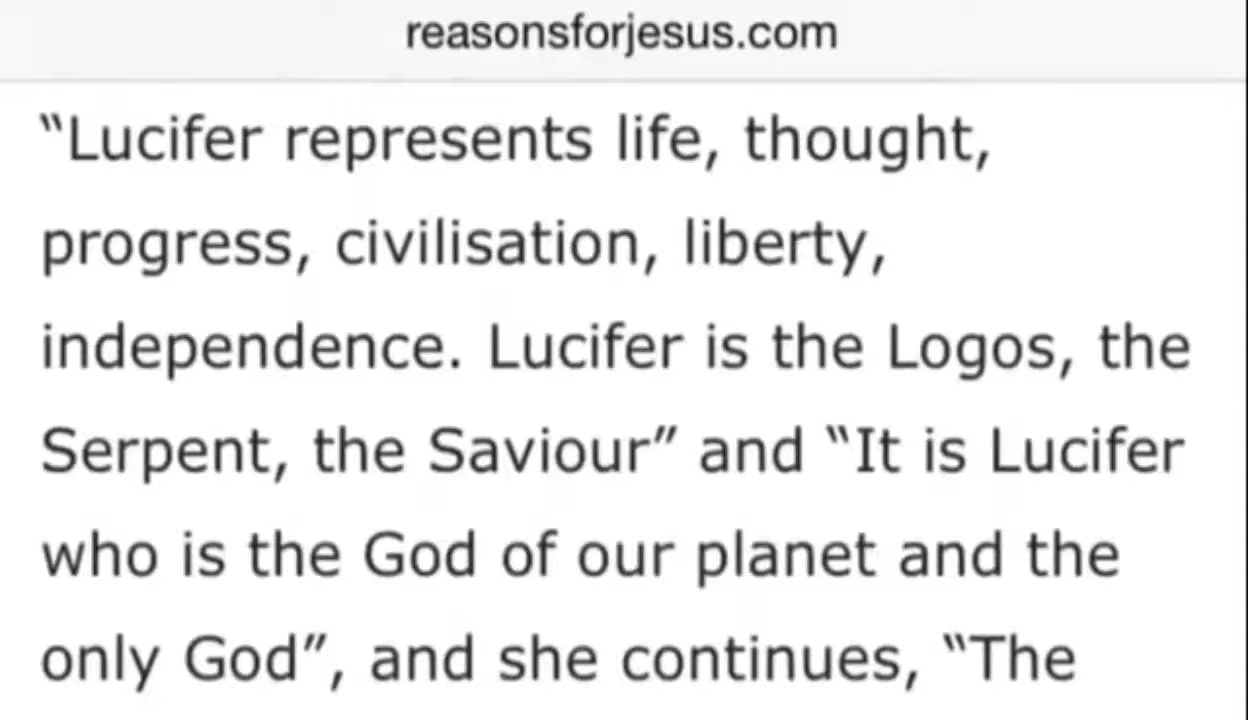 reasonsforjesus.com
“Lucifer represents life, thought,
progress, civilisation, liberty,
independence. Lucifer is the Logos, the
Serpent, the Saviour” and “It is Lucifer
who is the God of our planet and the
only God”, and she continues, “The